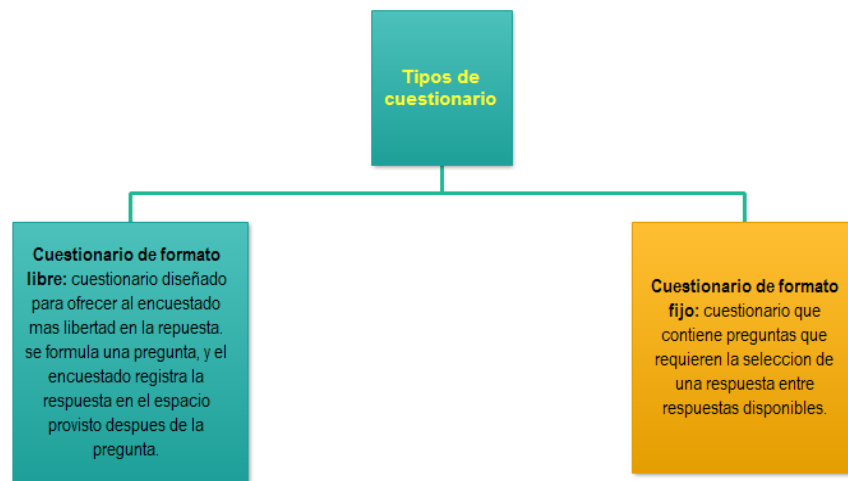 Tipos de
cuestionario
Cuestionario de formato
libre: cuestionario diseñado
para ofrecer al encuestado
mas libertad en la repuesta.
se formula una pregunta, y el
encuestado registra la
respuesta en el espacio
provisto despues de la
pregunta.
Cuestionario de formato
fijo: cuestionario que
contiene preguntas que
requieren la seleccion de
una respuesta entre
respuestas disponibles.